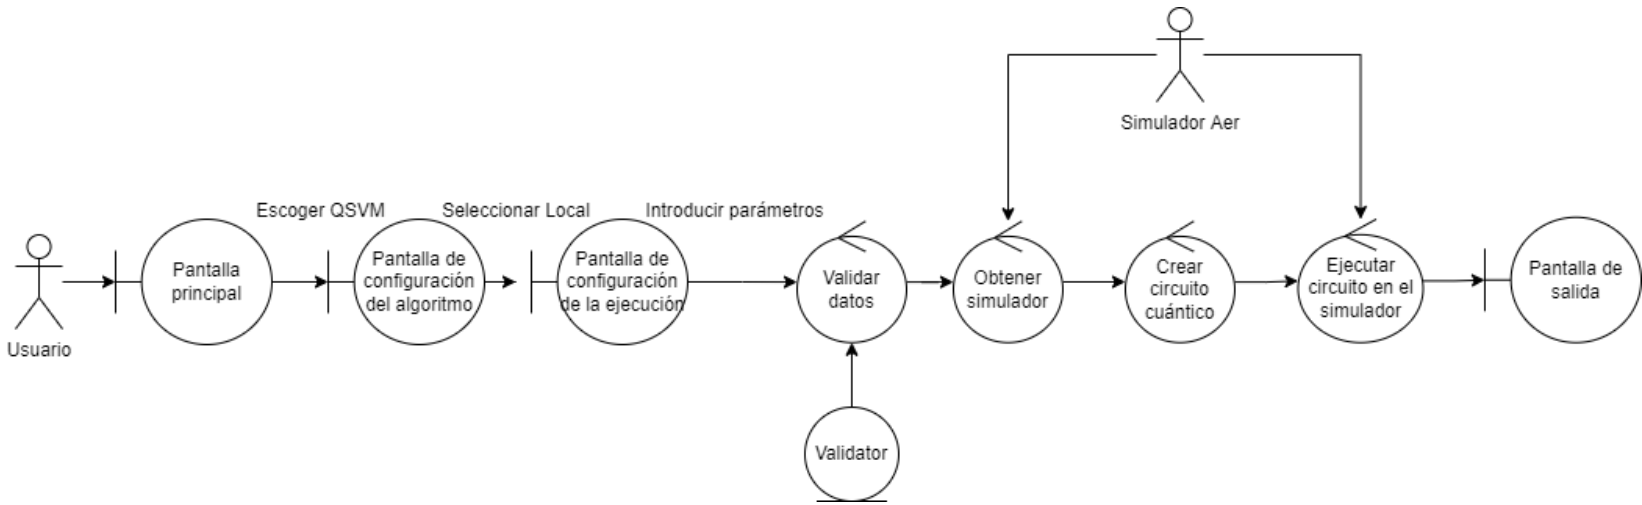 Simulador Aer
Escoger QSVM
Seleccionar Local
Introducir parámetros
Usuario
Pantalla
principal
Pantalla de
configuración
del algoritmo
Pantalla de
configuración
de la ejecución
Validar
datos
Obtener
simulador
Crear
circuito
cuántico
Ejecutar
circuito en el
simulador
Pantalla de
salida
Validator